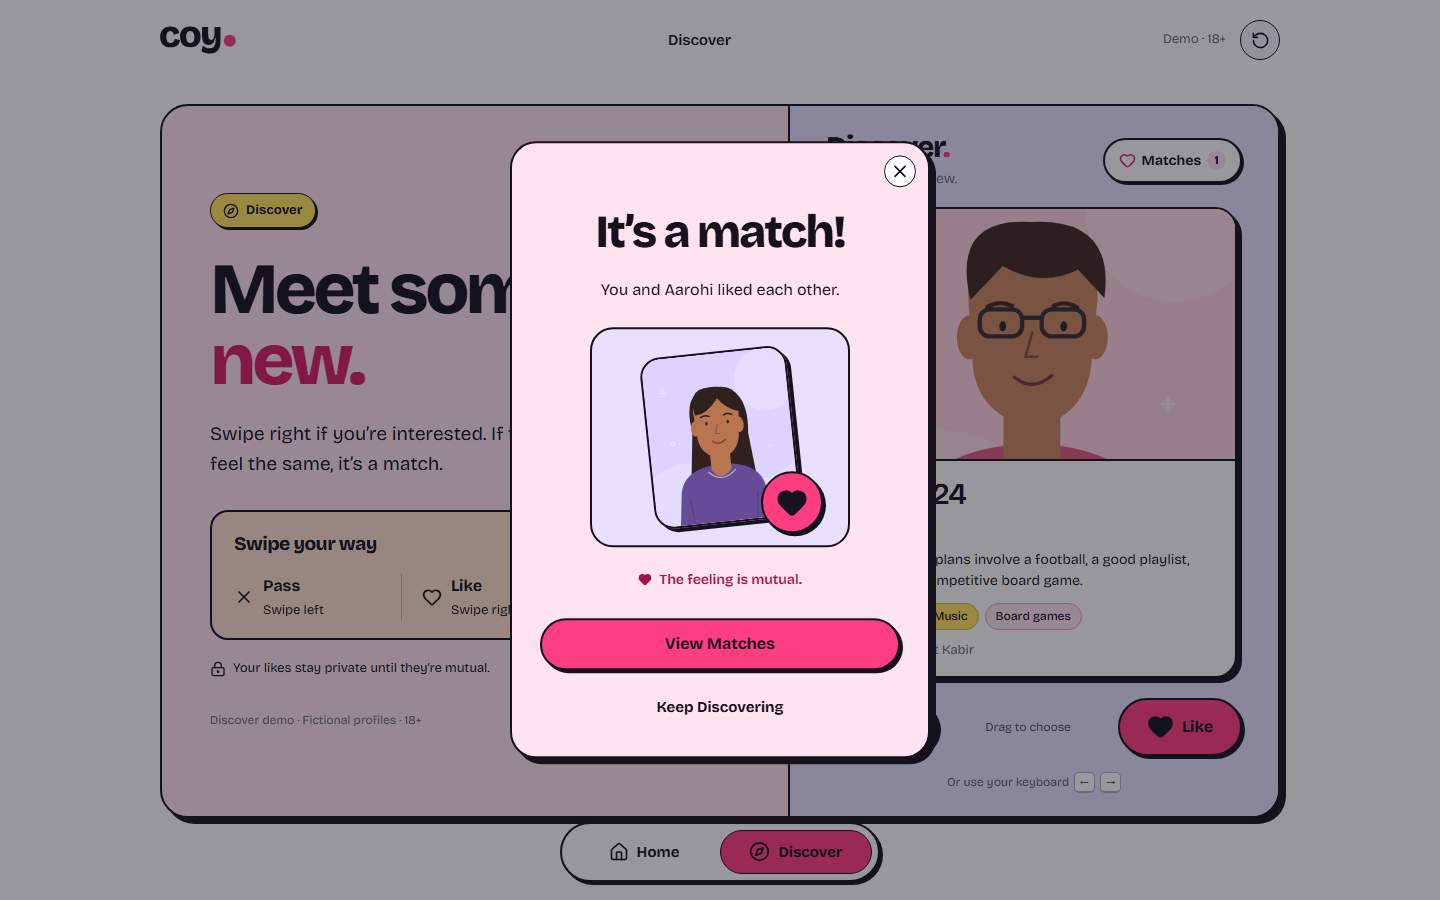 coy.
Discover
Demo · 18+
Discover
Meet som
new.
Swipe right if you're interested. If
feel the same, it's a match.
Swipe your way
Pass
Swipe left
Like
Swipe rig
Your likes stay private until they're mutual.
Discover demo · Fictional profiles · 18+
Discover.
ew.
Matches 1
24
plans involve a football, a good playlist,
mpetitive board game.
Music
Board games
t Kabir
Drag to choose
Like
Or use your keyboard ← →
It's a match!
You and Aarohi liked each other.
The feeling is mutual.
View Matches
Keep Discovering
Home
Discover